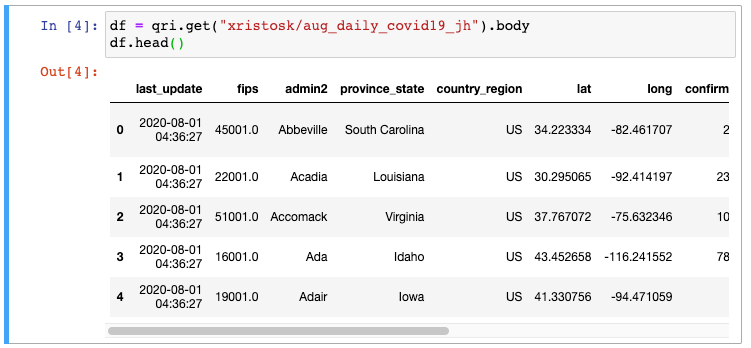 In [4]: df = qri.get("xristosk/aug_daily_covid19_jh").body
df.head()
Out[4]:
last_update fips admin2 province_state country_region lat long confirm
0 2020-08-01 04:36:27 45001.0 Abbeville South Carolina US 34.223334 -82.461707 2
1 2020-08-01 04:36:27 22001.0 Acadia Louisiana US 30.295065 -92.414197 23
2 2020-08-01 04:36:27 51001.0 Accomack Virginia US 37.767072 -75.632346 10
3 2020-08-01 04:36:27 16001.0 Ada Idaho US 43.452658 -116.241552 78
4 2020-08-01 04:36:27 19001.0 Adair Iowa US 41.330756 -94.471059